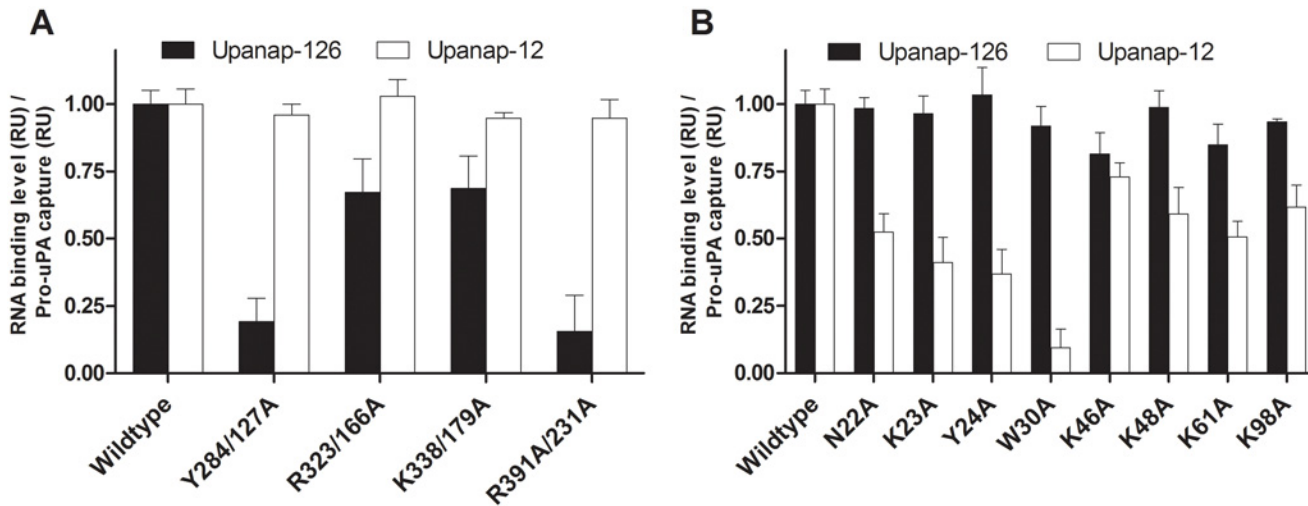 A
Upanap-126
Upanap-12
RNA binding level (RU) /
Pro-uPA capture (RU)
1.00
0.75
0.50
0.25
0.00
Wildtype
Y284/127A
R323/166A
K338/179A
R391A/231A
B
Upanap-126
Upanap-12
RNA binding level (RU) /
Pro-uPA capture (RU)
1.00
0.75
0.50
0.25
0.00
Wildtype
N22A
K23A
Y24A
W30A
K46A
K48A
K61A
K98A